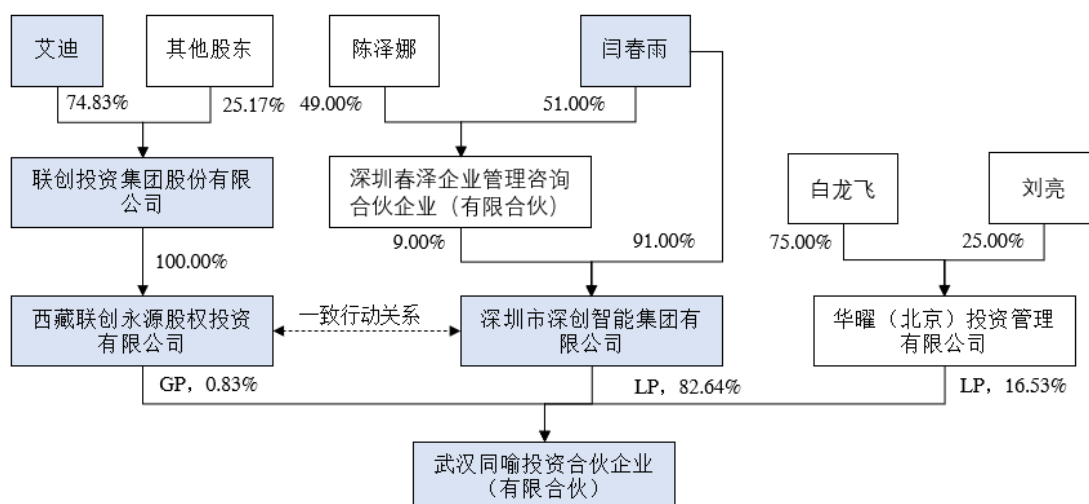 艾迪
其他股东
陈泽娜
闫春雨
74.83%
25.17%
49.00%
51.00%
联创投资集团股份有限
公司
深圳春泽企业管理咨询
合伙企业（有限合伙）
白龙飞
刘亮
100.00%
9.00%
91.00%
75.00%
25.00%
西藏联创永源股权投资
有限公司
一致行动关系
深圳市深创智能集团有
限公司
华曜（北京）投资管理
有限公司
GP，0.83%
LP，82.64%
LP，16.53%
武汉同喻投资合伙企业
（有限合伙）